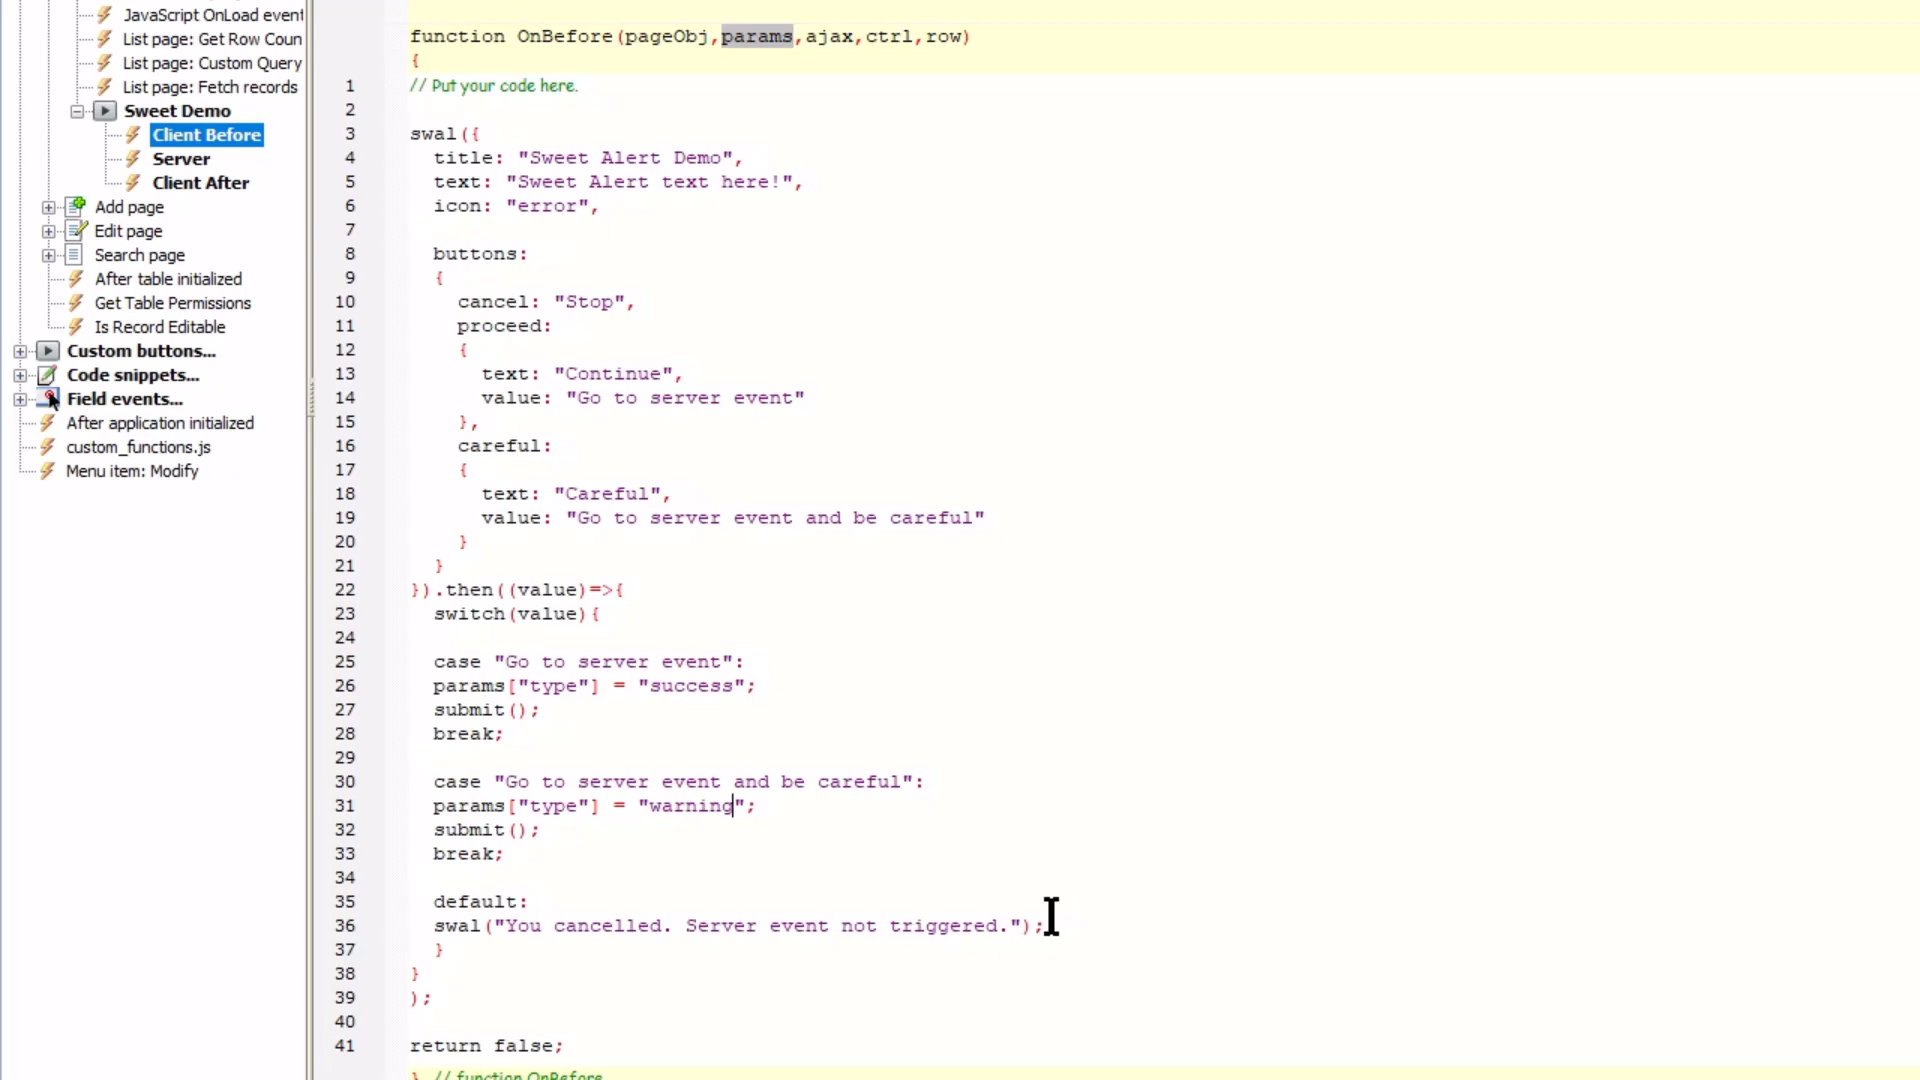 JavaScript OnLoad event
List page: Get Row Coun
List page: Custom Query
List page: Fetch records
Sweet Demo
Client Before
Server
Client After
Add page
Edit page
Search page
After table initialized
Get Table Permissions
Is Record Editable
Custom buttons...
Code snippets...
Field events...
After application initialized
custom_functions.js
Menu item: Modify
function OnBefore(pageObj,params,ajax,ctrl,row)
{
1 // Put your code here.
2
3 swal({
4 title: "Sweet Alert Demo",
5 text: "Sweet Alert text here!",
6 icon: "error",
7
8 buttons:
9 {
10 cancel: "Stop",
11 proceed:
12 {
13 text: "Continue",
14 value: "Go to server event"
15 },
16 careful:
17 {
18 text: "Careful",
19 value: "Go to server event and be careful"
20 }
21 }
22 }).then((value)=>{
23 switch(value){
24
25 case "Go to server event":
26 params["type"] = "success";
27 submit();
28 break;
29
30 case "Go to server event and be careful":
31 params["type"] = "warning";
32 submit();
33 break;
34
35 default:
36 swal("You cancelled. Server event not triggered.");
37 }
38 }
39 );
40
41 return false;
} // function OnBefore